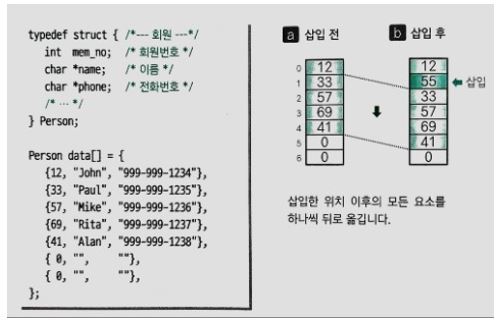 typedef struct { /*--- 회원 ---*/
int mem_no; /* 회원번호 */
char *name; /* 이름 */
char *phone; /* 전화번호 */
/* ... */
} Person;
Person data[] = {
{12, "John", "999-999-1234"},
{33, "Paul", "999-999-1235"},
{57, "Mike", "999-999-1236"},
{69, "Rita", "999-999-1237"},
{41, "Alan", "999-999-1238"},
{ 0, "", ""},
{ 0, "", ""},
};
a 삽입 전
0 12
1 33
2 57
3 69
4 41
5 0
6 0
b 삽입 후
12
55 삽입
33
57
69
41
0
삽입한 위치 이후의 모든 요소를
하나씩 뒤로 옮깁니다.